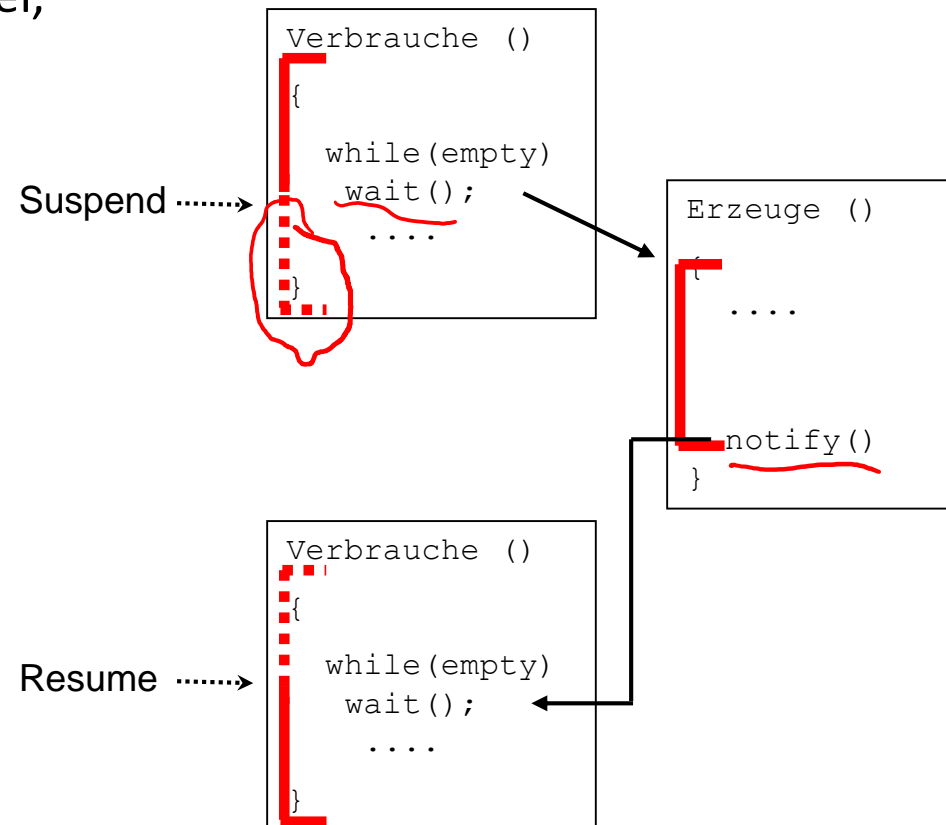 Verbrauche ()
{
while(empty)
wait();
....
}
Suspend
Erzeuge ()
{
....
notify()
}
Verbrauche ()
{
while(empty)
wait();
....
}
Resume